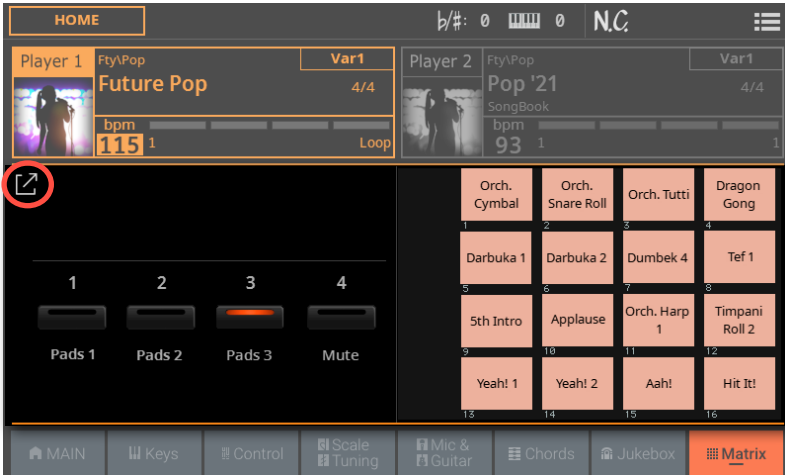 HOME
♭/♯: 0 0 N.C.
Player 1 Fty\Pop Var1
Future Pop 4/4
bpm
115 1 Loop
Player 2 Fty\Pop Var1
Pop '21 4/4
SongBook
bpm
93 1 1
Orch. Cymbal
1
Orch. Snare Roll
2
Orch. Tutti
3
Dragon Gong
4
Darbuka 1
5
Darbuka 2
6
Dumbek 4
7
Tef 1
8
5th Intro
9
Applause
10
Orch. Harp 1
11
Timpani Roll 2
12
Yeah! 1
13
Yeah! 2
14
Aah!
15
Hit It!
16
1 2 3 4
Pads 1 Pads 2 Pads 3 Mute
MAIN Keys Control Scale Tuning Mic & Guitar Chords Jukebox Matrix